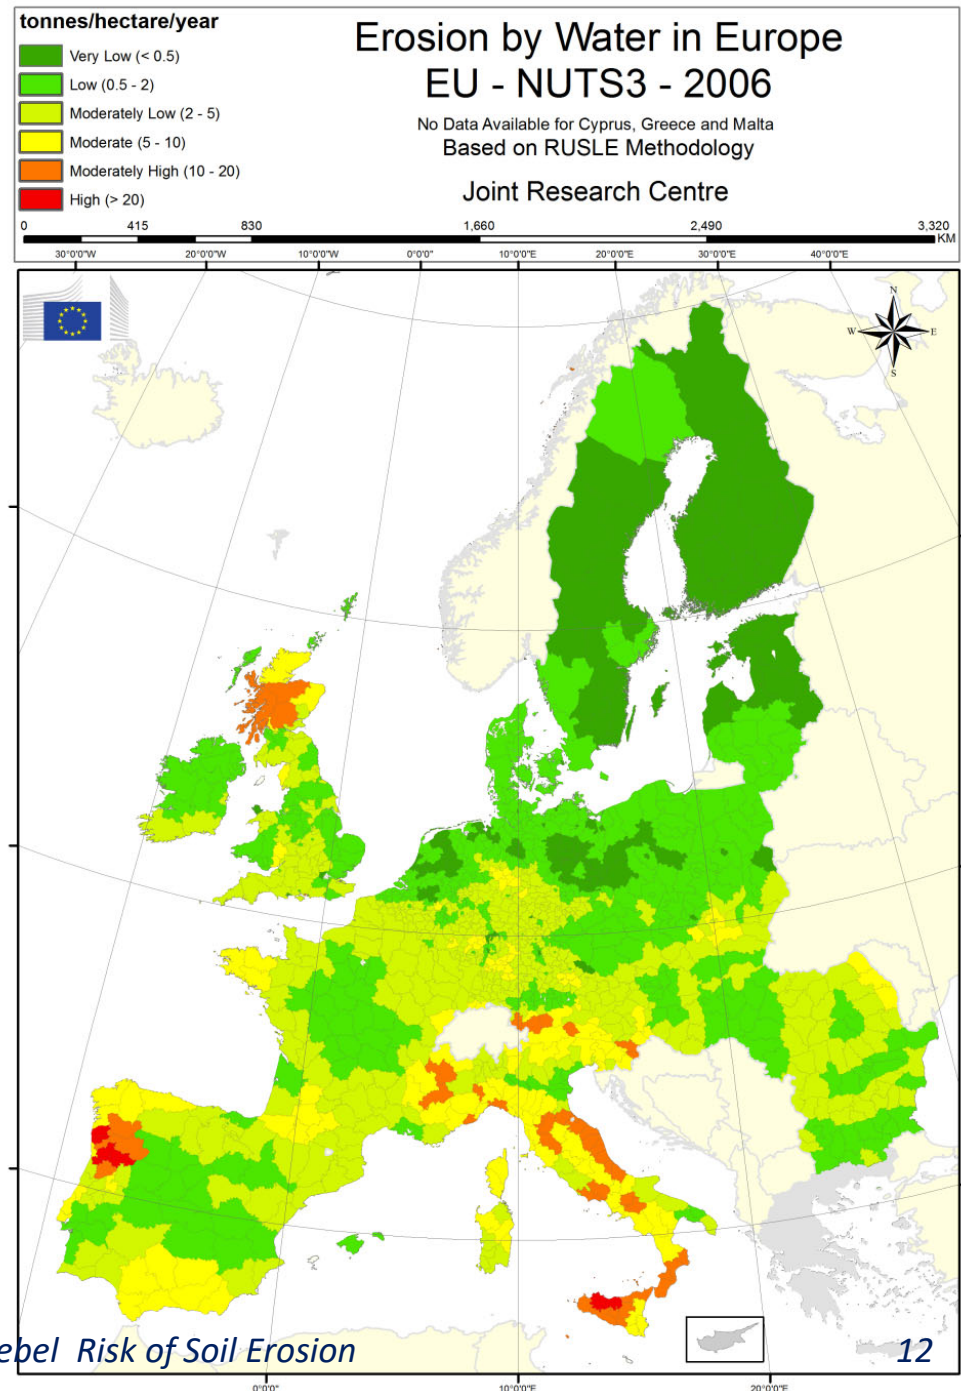 tonnes/hectare/year
Very Low (< 0.5)
Low (0.5 - 2)
Moderately Low (2 - 5)
Moderate (5 - 10)
Moderately High (10 - 20)
High (> 20)
Erosion by Water in Europe
EU - NUTS3 - 2006
No Data Available for Cyprus, Greece and Malta
Based on RUSLE Methodology
Joint Research Centre
0 415 830 1,660 2,490 3,320
KM
30°0'0"W 20°0'0"W 10°0'0"W 0°0'0" 10°0'0"E 20°0'0"E 30°0'0"E 40°0'0"E
N
W E
S
ebel Risk of Soil Erosion 12
0°0'0" 10°0'0"E 20°0'0"E